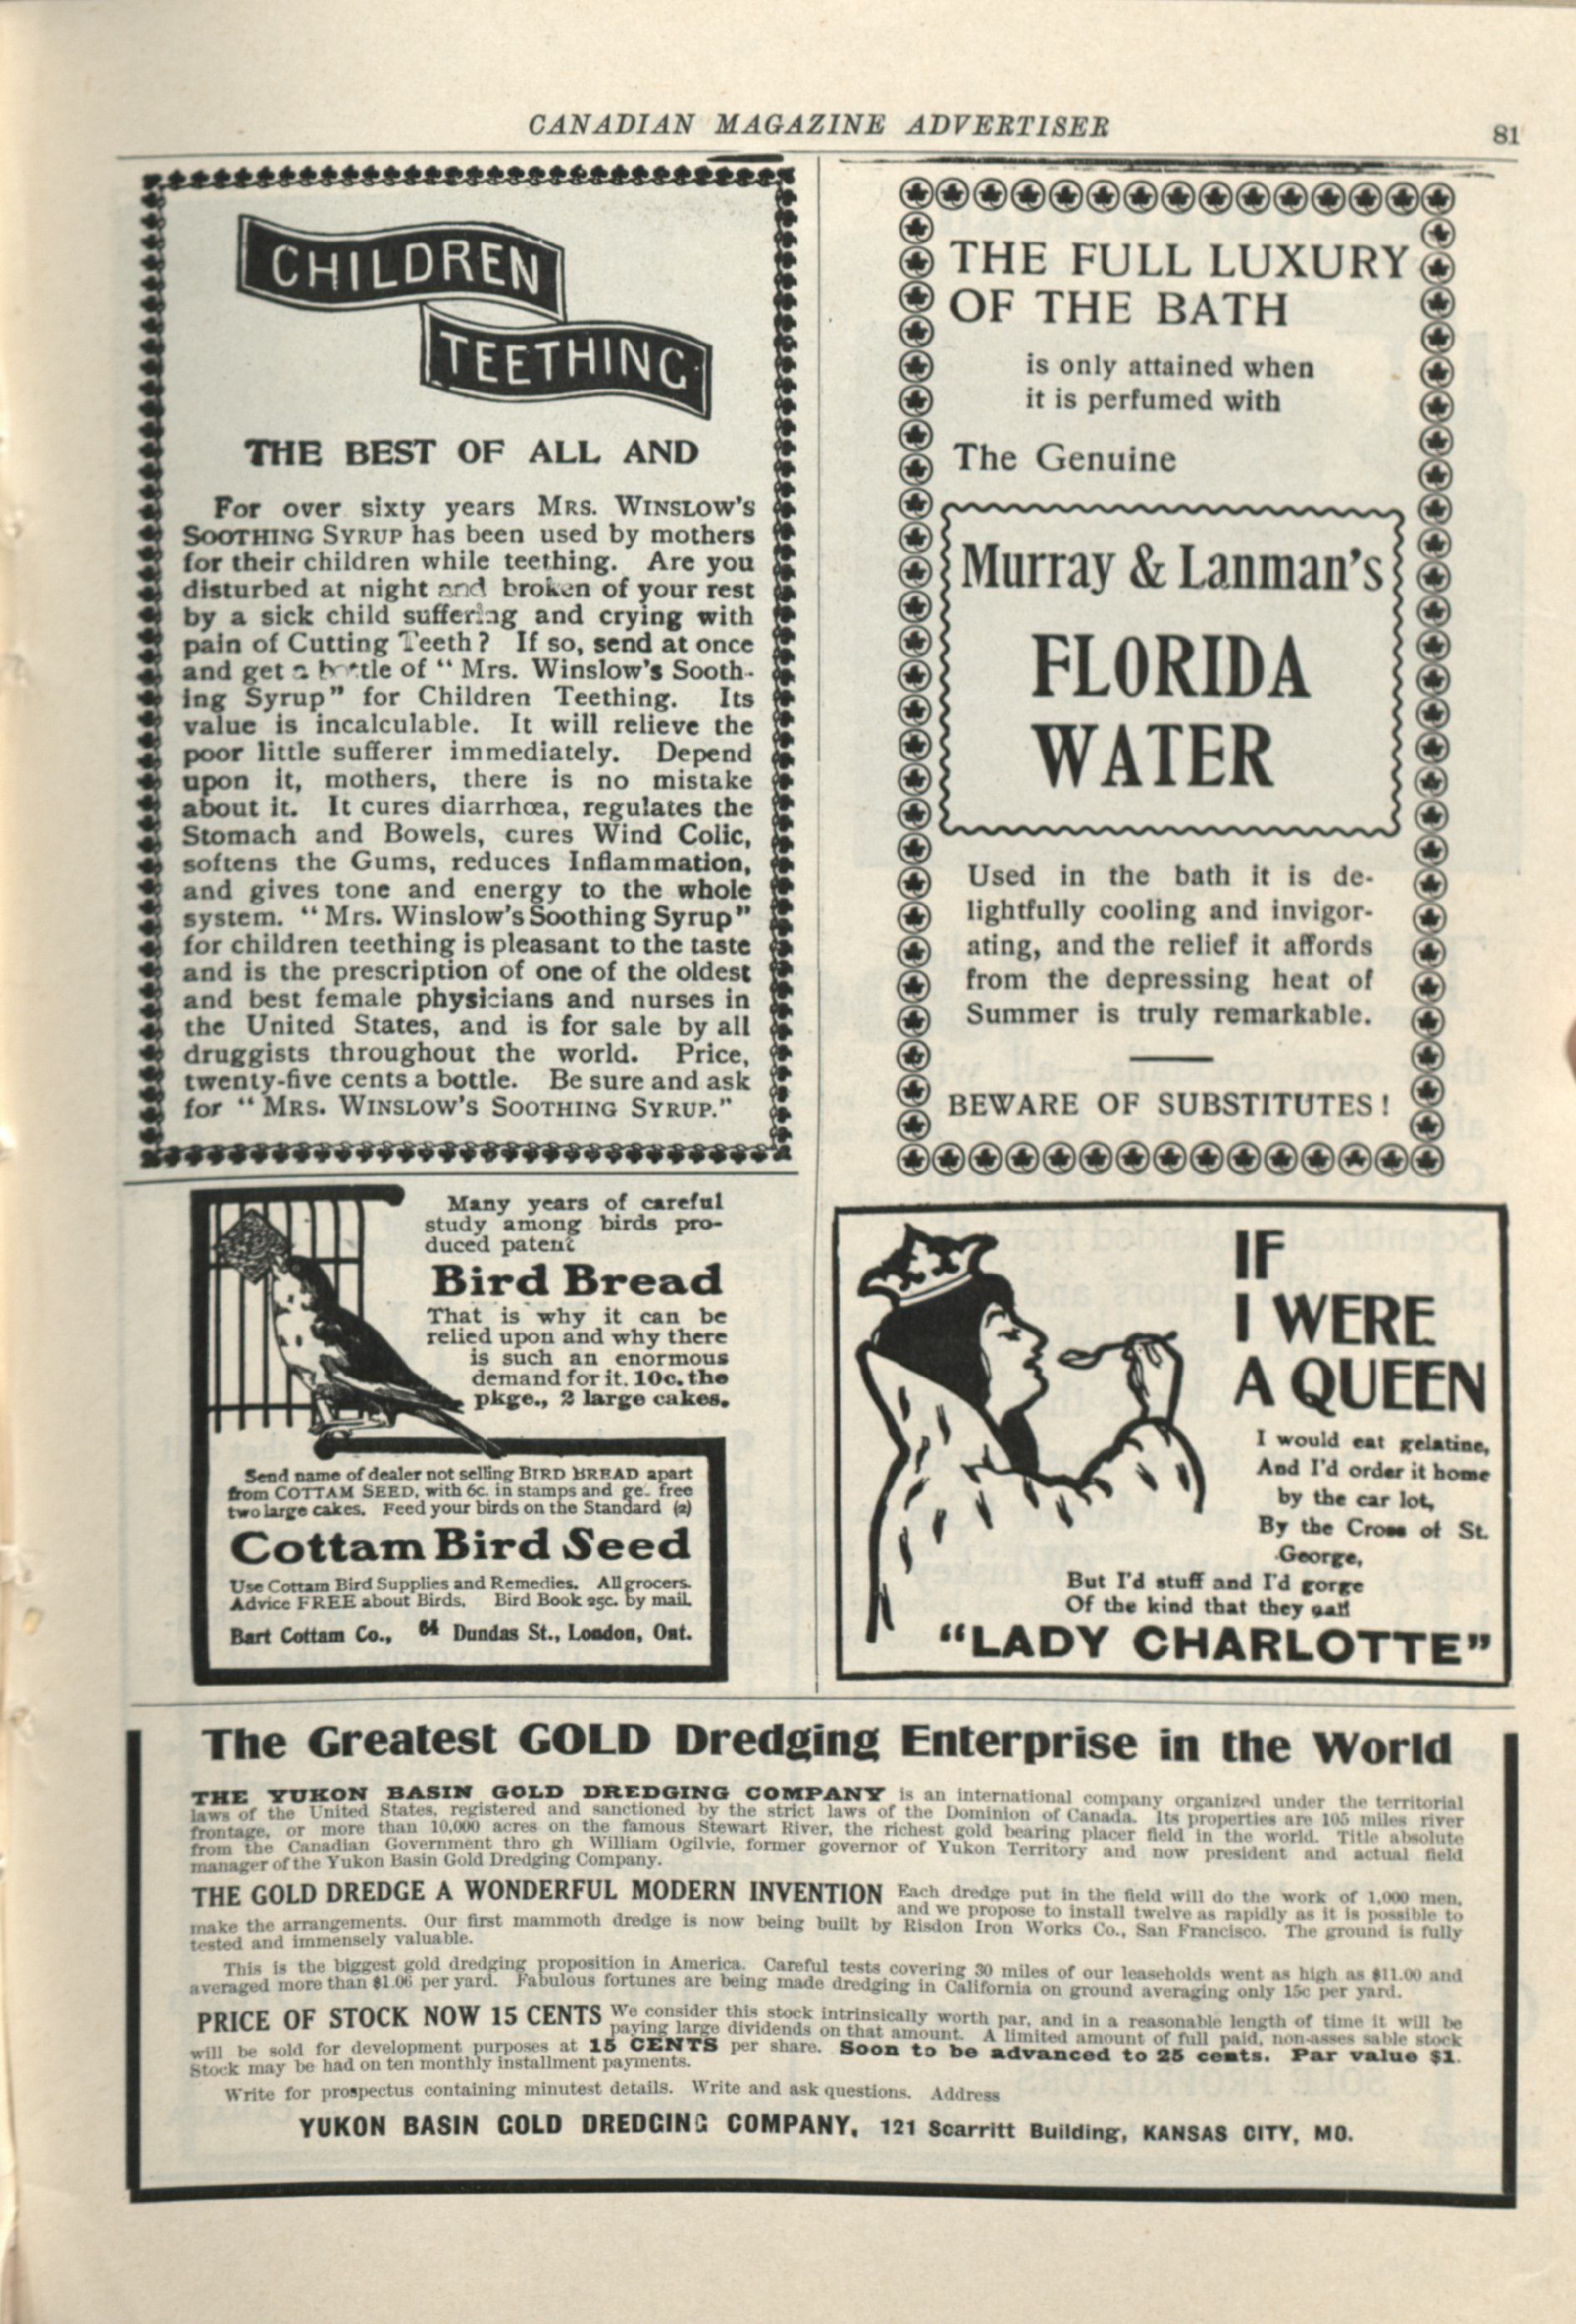 CANADIAN MAGAZINE ADVERTISER
81
CHILDREN
TEETHING
THE BEST OF ALL AND
For over sixty years MRS. WINSLOW'S
SOOTHING SYRUP has been used by mothers
for their children while teething. Are you
disturbed at night and broken of your rest
by a sick child suffering and crying with
pain of Cutting Teeth? If so, send at once
and get a bottle of "Mrs. Winslow's Sooth-
ing Syrup" for Children Teething. Its
value is incalculable. It will relieve the
poor little sufferer immediately. Depend
upon it, mothers, there is no mistake
about it. It cures diarrhœa, regulates the
Stomach and Bowels, cures Wind Colic,
softens the Gums, reduces Inflammation,
and gives tone and energy to the whole
system. "Mrs. Winslow's Soothing Syrup"
for children teething is pleasant to the taste
and is the prescription of one of the oldest
and best female physicians and nurses in
the United States, and is for sale by all
druggists throughout the world. Price,
twenty-five cents a bottle. Be sure and ask
for "MRS. WINSLOW'S SOOTHING SYRUP."
THE FULL LUXURY
OF THE BATH
is only attained when
it is perfumed with
The Genuine
Murray & Lanman's
FLORIDA
WATER
Used in the bath it is de-
lightfully cooling and invigor-
ating, and the relief it affords
from the depressing heat of
Summer is truly remarkable.
BEWARE OF SUBSTITUTES!
Many years of careful
study among birds pro-
duced patent
Bird Bread
That is why it can be
relied upon and why there
is such an enormous
demand for it. 10c. the
pkge., 2 large cakes.
Send name of dealer not selling BIRD BREAD apart
from COTTAM SEED, with 6c. in stamps and ge. free
two large cakes. Feed your birds on the Standard (2)
Cottam Bird Seed
Use Cottam Bird Supplies and Remedies. All grocers.
Advice FREE about Birds. Bird Book 25c. by mail.
Bart Cottam Co., 64 Dundas St., London, Ont.
IF
I WERE
A QUEEN
I would eat gelatine,
And I'd order it home
by the car lot,
By the Cross of St.
George,
But I'd stuff and I'd gorge
Of the kind that they call
"LADY CHARLOTTE"
The Greatest GOLD Dredging Enterprise in the World
THE YUKON BASIN GOLD DREDGING COMPANY is an international company organized under the territorial
laws of the United States, registered and sanctioned by the strict laws of the Dominion of Canada. Its properties are 105 miles river
frontage, or more than 10,000 acres on the famous Stewart River, the richest gold bearing placer field in the world. Title absolute
from the Canadian Government thro gh William Ogilvie, former governor of Yukon Territory and now president and actual field
manager of the Yukon Basin Gold Dredging Company.
THE GOLD DREDGE A WONDERFUL MODERN INVENTION Each dredge put in the field will do the work of 1,000 men,
and we propose to install twelve as rapidly as it is possible to
make the arrangements. Our first mammoth dredge is now being built by Risdon Iron Works Co., San Francisco. The ground is fully
tested and immensely valuable.
This is the biggest gold dredging proposition in America. Careful tests covering 30 miles of our leaseholds went as high as $11.00 and
averaged more than $1.06 per yard. Fabulous fortunes are being made dredging in California on ground averaging only 15c per yard.
PRICE OF STOCK NOW 15 CENTS We consider this stock intrinsically worth par, and in a reasonable length of time it will be
paying large dividends on that amount. A limited amount of full paid, non-asses sable stock
will be sold for development purposes at 15 CENTS per share. Soon to be advanced to 25 cents. Par value $1.
Stock may be had on ten monthly installment payments.
Write for prospectus containing minutest details. Write and ask questions. Address
YUKON BASIN GOLD DREDGING COMPANY, 121 Scarritt Building, KANSAS CITY, MO.